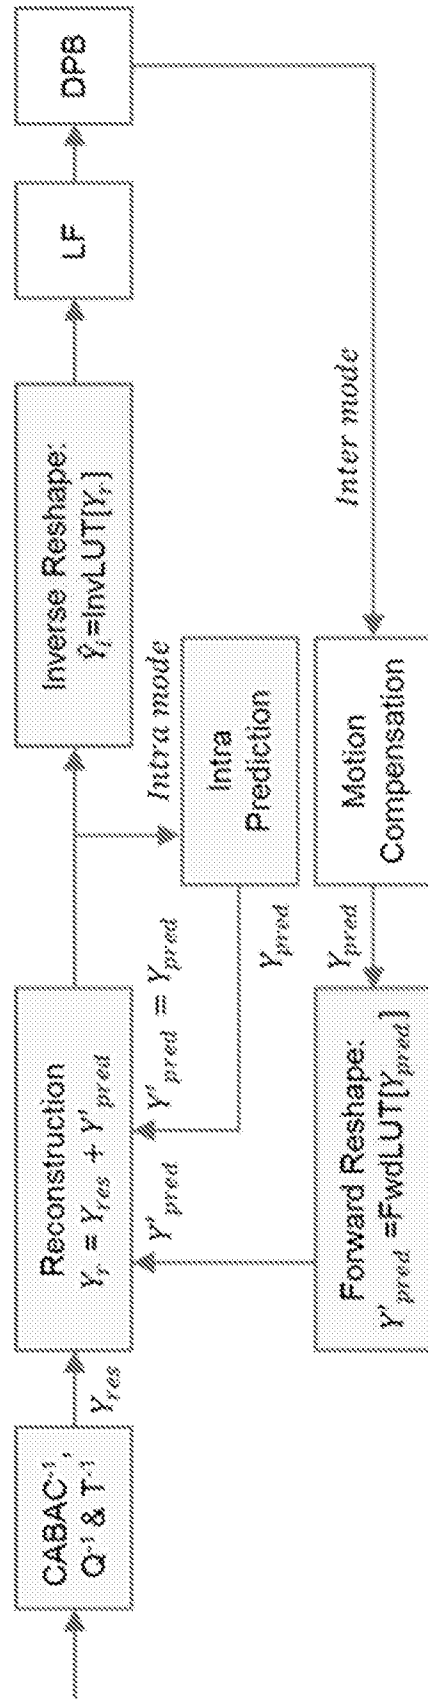 CABAC⁻¹,
Q⁻¹ & T⁻¹
Y_res
Reconstruction
Y_r = Y_res + Y'_pred
Y'_pred
Y'_pred = Y_pred
Forward Reshape:
Y'_pred =FwdLUT[Y_pred]
Y_pred
Y_pred
Intra
Prediction
Intra mode
Motion
Compensation
Inverse Reshape:
Ŷ_i=InvLUT[Y_r]
Inter mode
LF
DPB